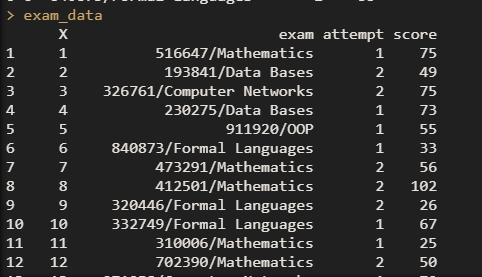 > exam_data
X exam attempt score
1 1 516647/Mathematics 1 75
2 2 193841/Data Bases 2 49
3 3 326761/Computer Networks 2 75
4 4 230275/Data Bases 1 73
5 5 911920/OOP 1 55
6 6 840873/Formal Languages 1 33
7 7 473291/Mathematics 2 56
8 8 412501/Mathematics 2 102
9 9 320446/Formal Languages 2 26
10 10 332749/Formal Languages 1 67
11 11 310006/Mathematics 1 25
12 12 702390/Mathematics 2 50